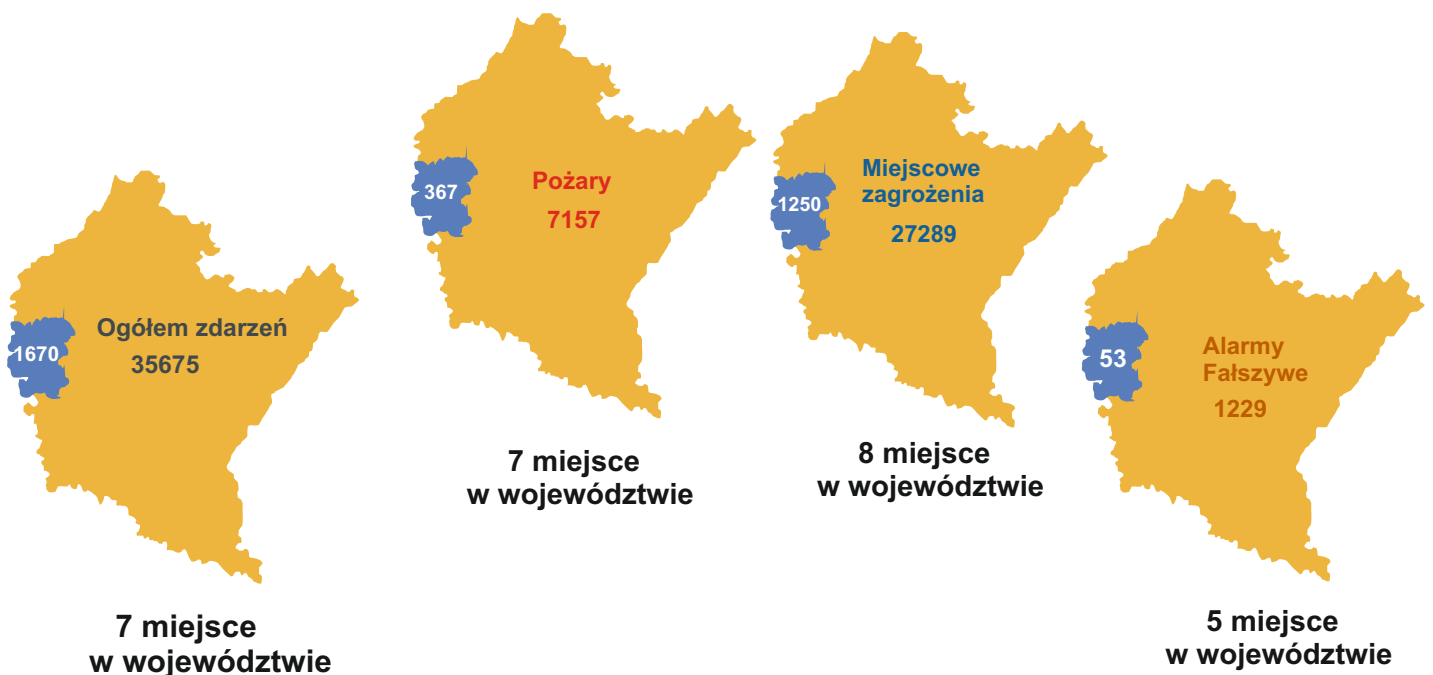 1670
Ogółem zdarzeń
35675
7 miejsce
w województwie
367
Pożary
7157
7 miejsce
w województwie
1250
Miejscowe
zagrożenia
27289
8 miejsce
w województwie
53
Alarmy
Fałszywe
1229
5 miejsce
w województwie